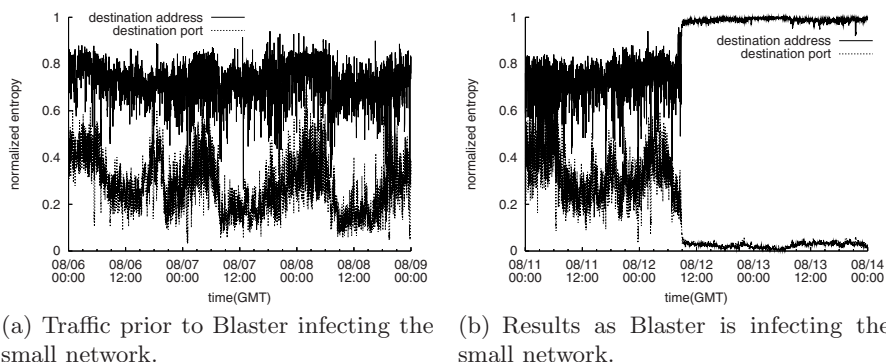 destination address
destination port
1
0.8
0.6
0.4
0.2
0
normalized entropy
08/06 00:00
08/06 12:00
08/07 00:00
08/07 12:00
08/08 00:00
08/08 12:00
08/09 00:00
time(GMT)
(a) Traffic prior to Blaster infecting the
small network.
destination address
destination port
1
0.8
0.6
0.4
0.2
0
normalized entropy
08/11 00:00
08/11 12:00
08/12 00:00
08/12 12:00
08/13 00:00
08/13 12:00
08/14 00:00
time(GMT)
(b) Results as Blaster is infecting the
small network.